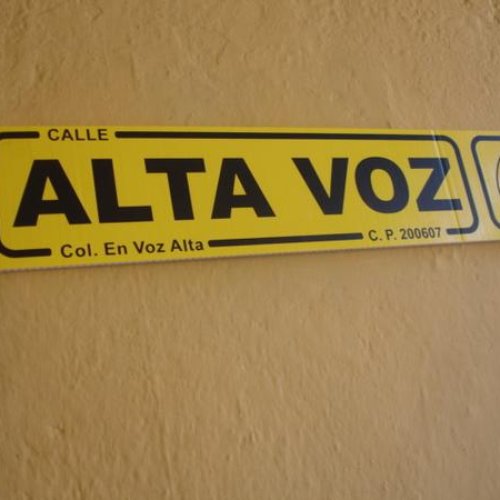 CALLE
ALTA VOZ
Col. En Voz Alta
C. P. 200607